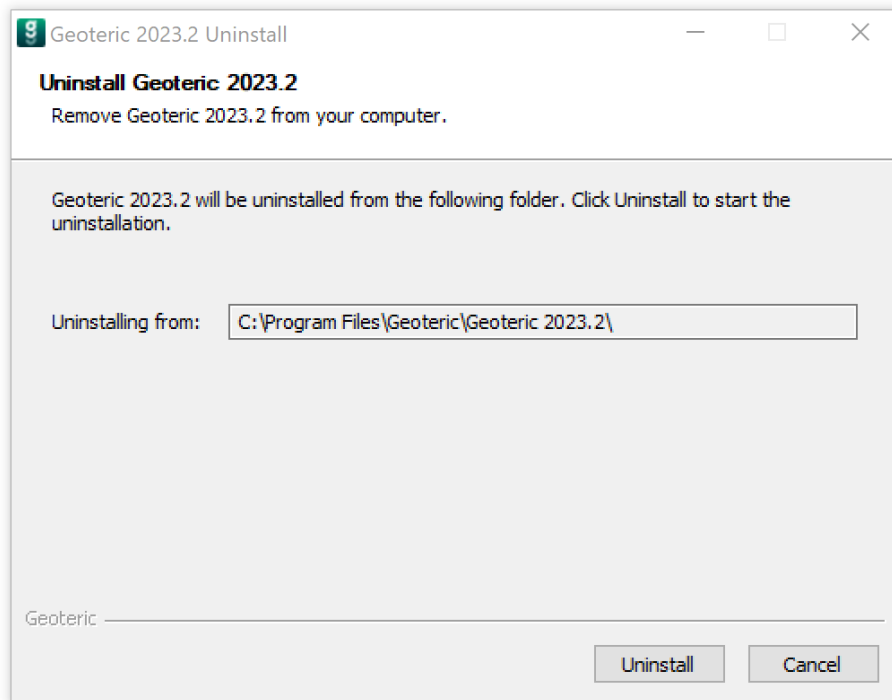 Geoteric 2023.2 Uninstall
Uninstall Geoteric 2023.2
Remove Geoteric 2023.2 from your computer.
Geoteric 2023.2 will be uninstalled from the following folder. Click Uninstall to start the
uninstallation.
Uninstalling from: C:\Program Files\Geoteric\Geoteric 2023.2\
Geoteric
Uninstall Cancel